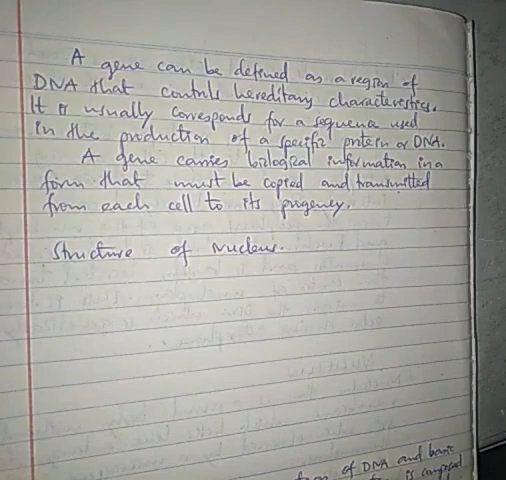 A gene can be defined as a region of
DNA that controls hereditary characteristics.
It is usually corresponds for a sequence used
in the production of a specific protein or DNA.
A gene carries biological information in a
form that must be copied and transmitted
from each cell to its progeney.
Structure of Nucleus.
of DNA and basic
is composed